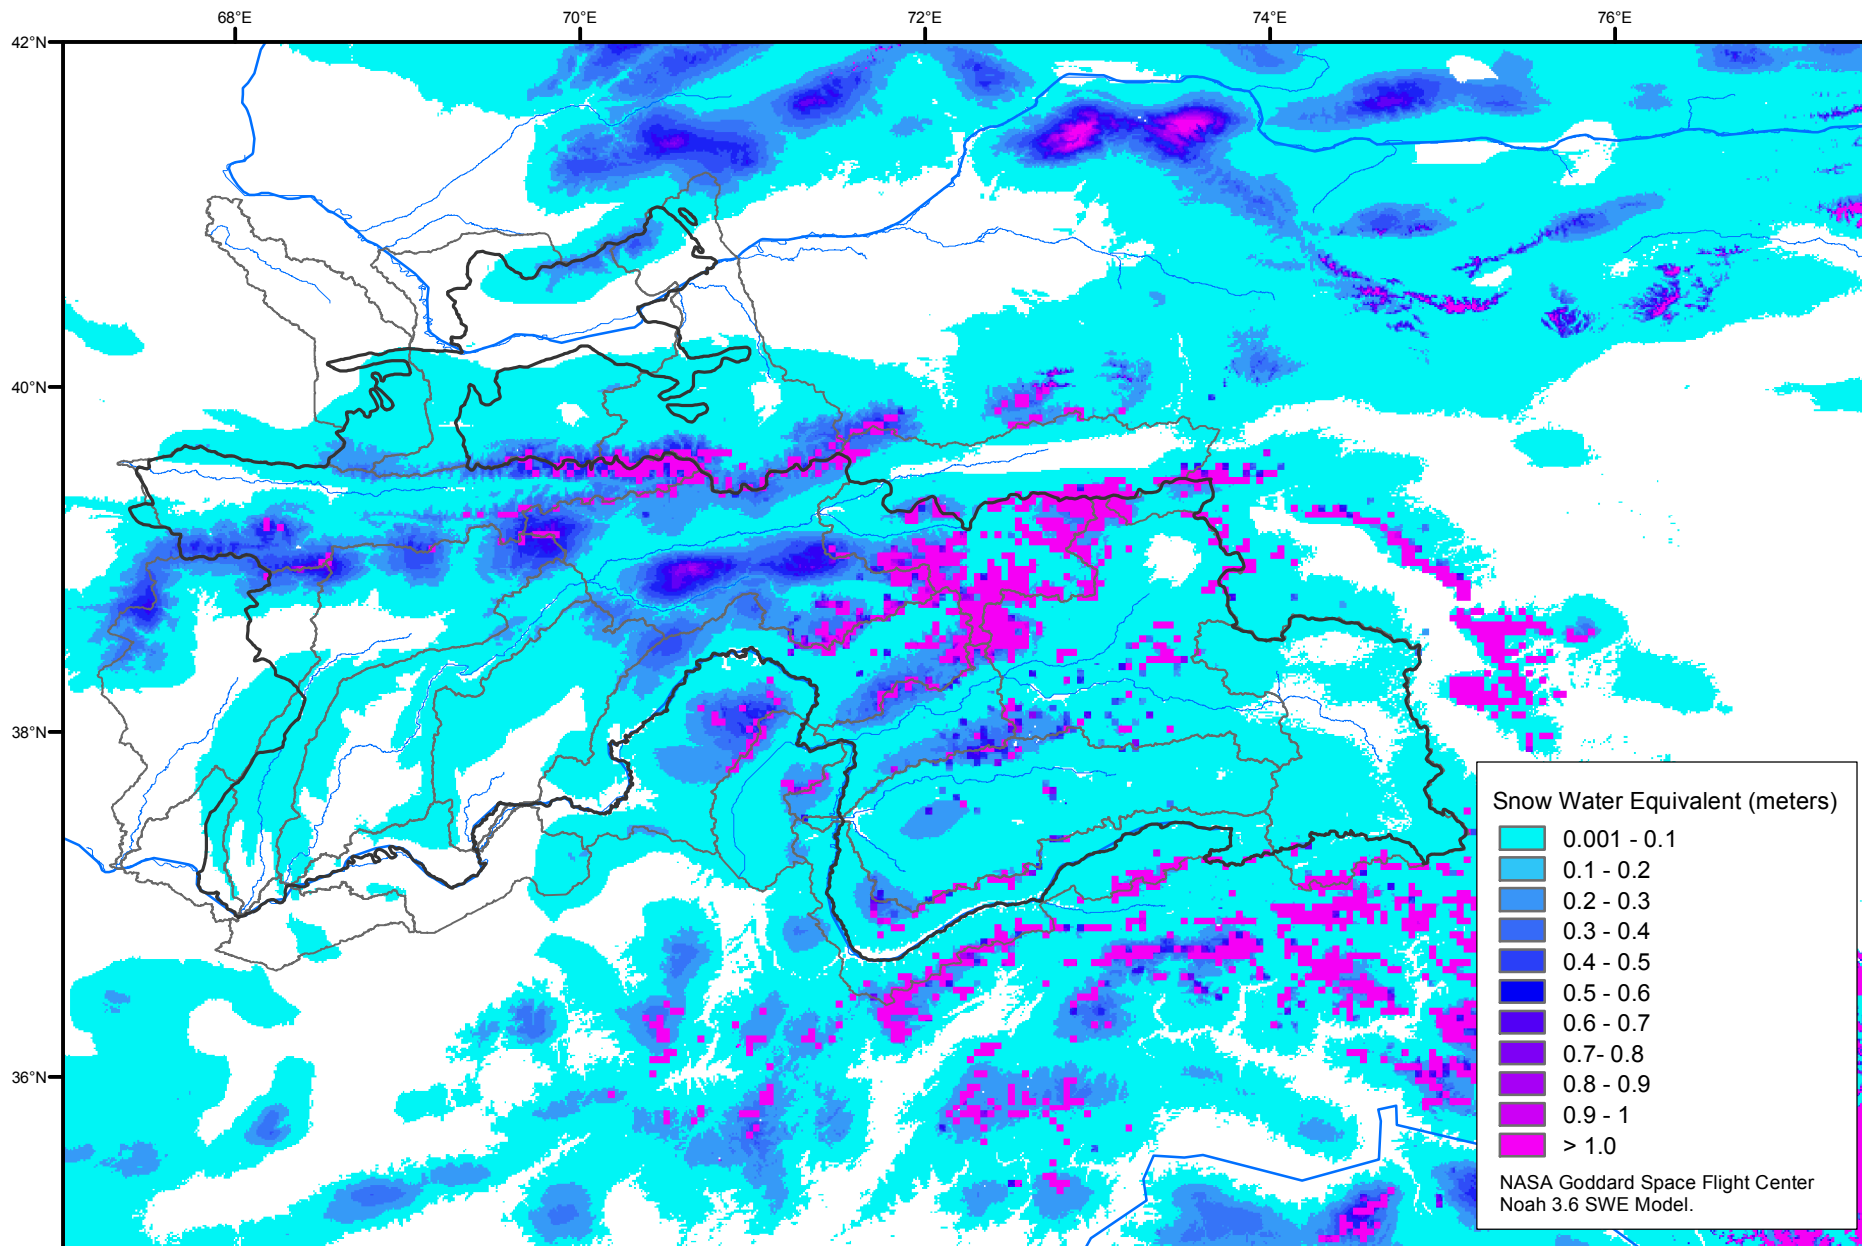 68°E 70°E 72°E 74°E 76°E
42°N
40°N
38°N
36°N
Snow Water Equivalent (meters)
0.001 - 0.1
0.1 - 0.2
0.2 - 0.3
0.3 - 0.4
0.4 - 0.5
0.5 - 0.6
0.6 - 0.7
0.7- 0.8
0.8 - 0.9
0.9 - 1
> 1.0
NASA Goddard Space Flight Center
Noah 3.6 SWE Model.